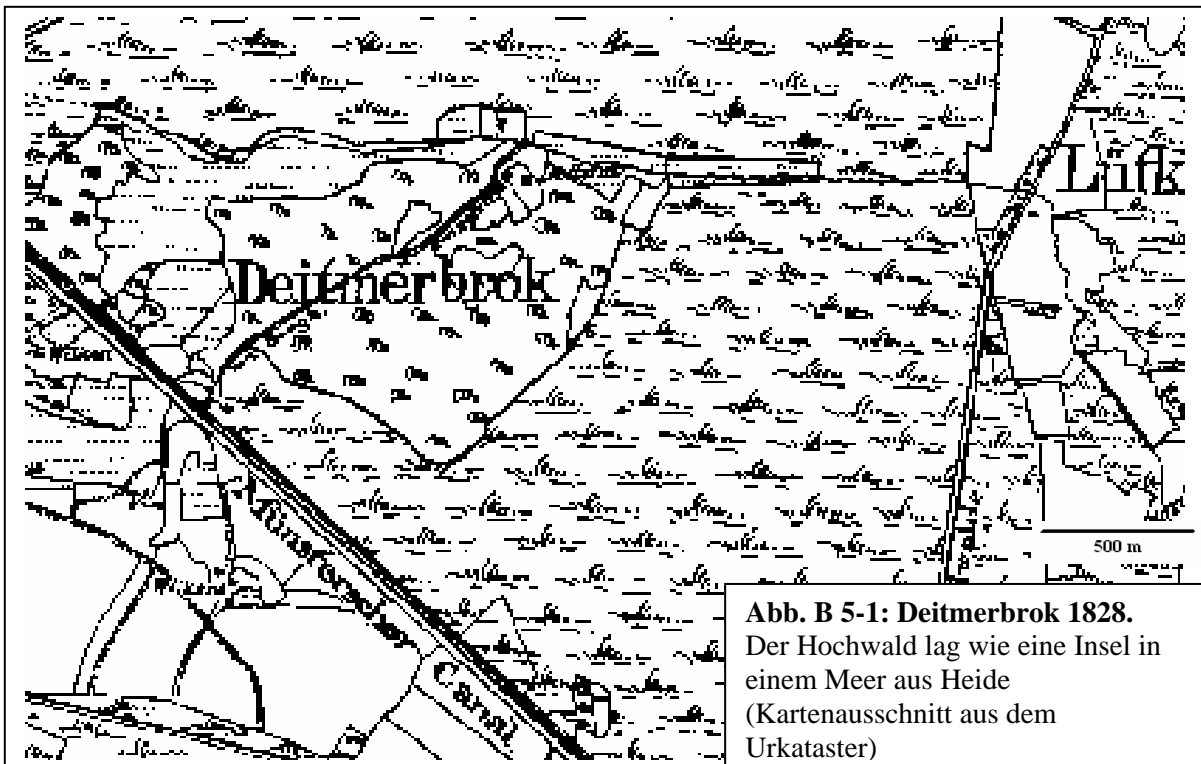 Deitmerbrok
Münsterscher
Canal
500 m
Abb. B 5-1: Deitmerbrok 1828.
Der Hochwald lag wie eine Insel in
einem Meer aus Heide
(Kartenausschnitt aus dem
Urkataster)